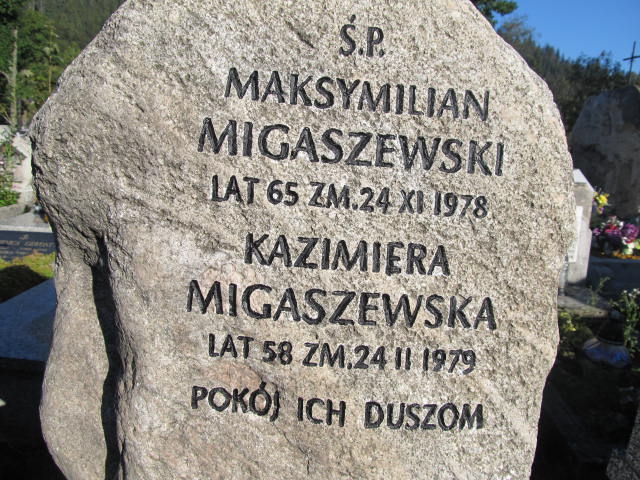 Ś.P.
MAKSYMILIAN
MIGASZEWSKI
LAT 65 ZM.24 XI 1978
KAZIMIERA
MIGASZEWSKA
LAT 58 ZM.24 II 1979
POKÓJ ICH DUSZOM